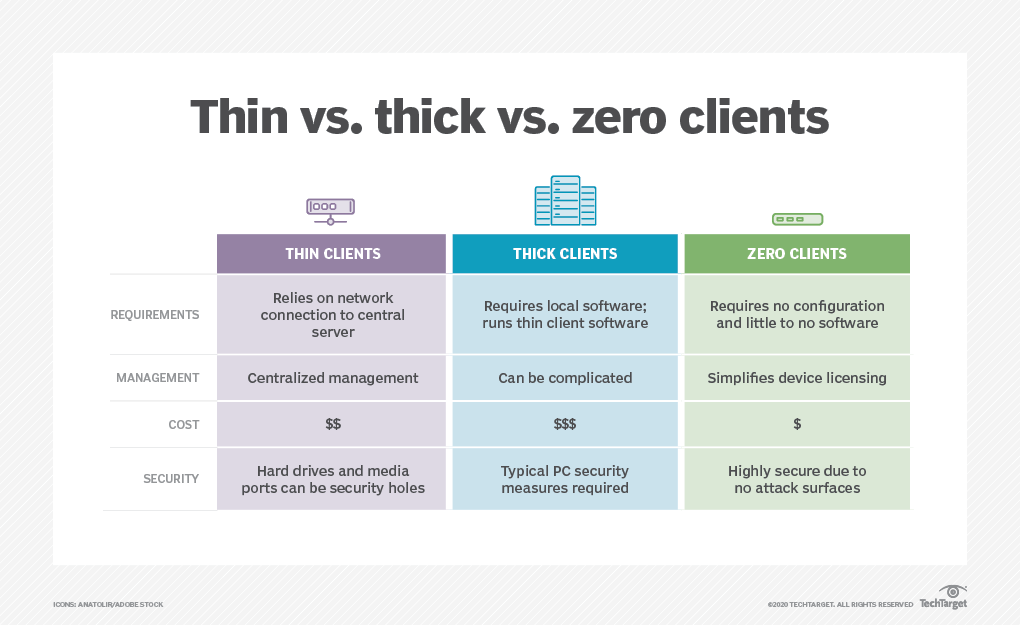 Thin vs. thick vs. zero clients
THIN CLIENTS
THICK CLIENTS
ZERO CLIENTS
REQUIREMENTS
Relies on network
connection to central
server
Requires local software;
runs thin client software
Requires no configuration
and little to no software
MANAGEMENT
Centralized management
Can be complicated
Simplifies device licensing
COST
$$
$$$
$
SECURITY
Hard drives and media
ports can be security holes
Typical PC security
measures required
Highly secure due to
no attack surfaces
ICONS: ANATOLIR/ADOBE STOCK
©2020 TECHTARGET. ALL RIGHTS RESERVED
TechTarget